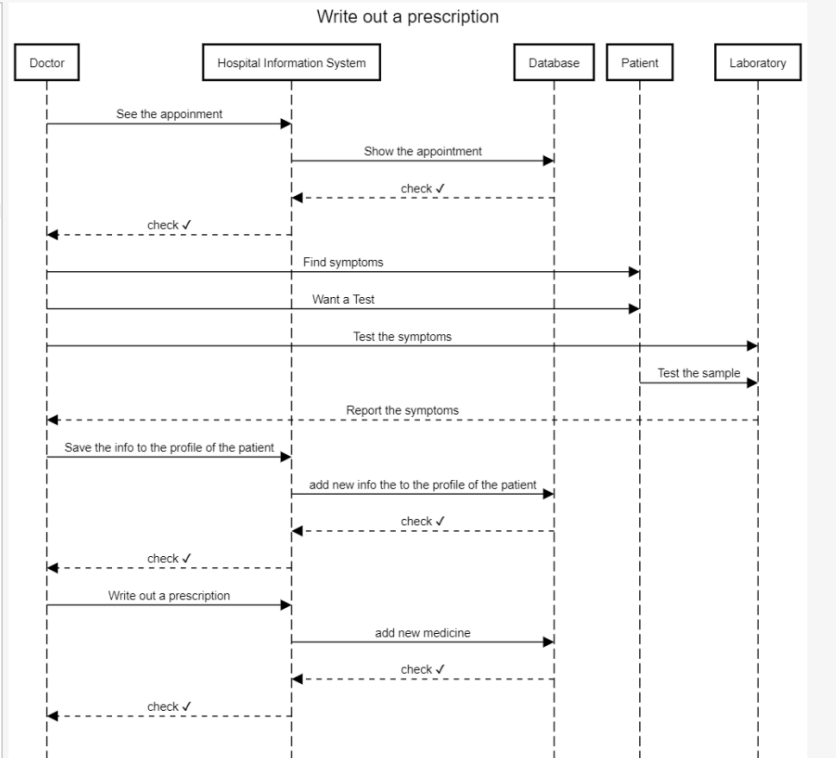 Write out a prescription
Doctor
Hospital Information System
Database
Patient
Laboratory
See the appoinment
Show the appointment
check ✓
check ✓
Find symptoms
Want a Test
Test the symptoms
Test the sample
Report the symptoms
Save the info to the profile of the patient
add new info the to the profile of the patient
check ✓
check ✓
Write out a prescription
add new medicine
check ✓
check ✓